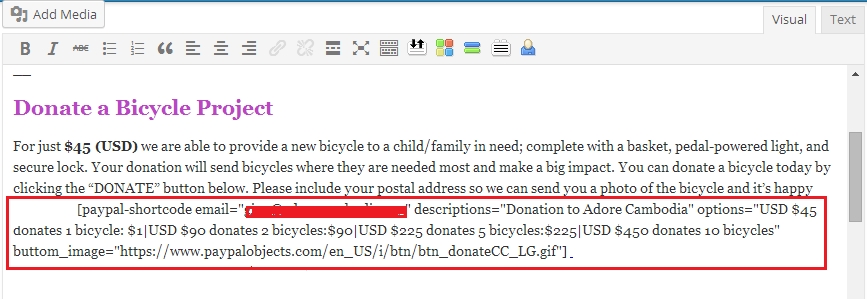 Add Media
Visual
Text
B I ABC
Donate a Bicycle Project
For just $45 (USD) we are able to provide a new bicycle to a child/family in need; complete with a basket, pedal-powered light, and
secure lock. Your donation will send bicycles where they are needed most and make a big impact. You can donate a bicycle today by
clicking the “DONATE” button below. Please include your postal address so we can send you a photo of the bicycle and it’s happy
[paypal-shortcode email=" " descriptions="Donation to Adore Cambodia" options="USD $45
donates 1 bicycle: $1|USD $90 donates 2 bicycles:$90|USD $225 donates 5 bicycles:$225|USD $450 donates 10 bicycles"
buttom_image="https://www.paypalobjects.com/en_US/i/btn/btn_donateCC_LG.gif"]